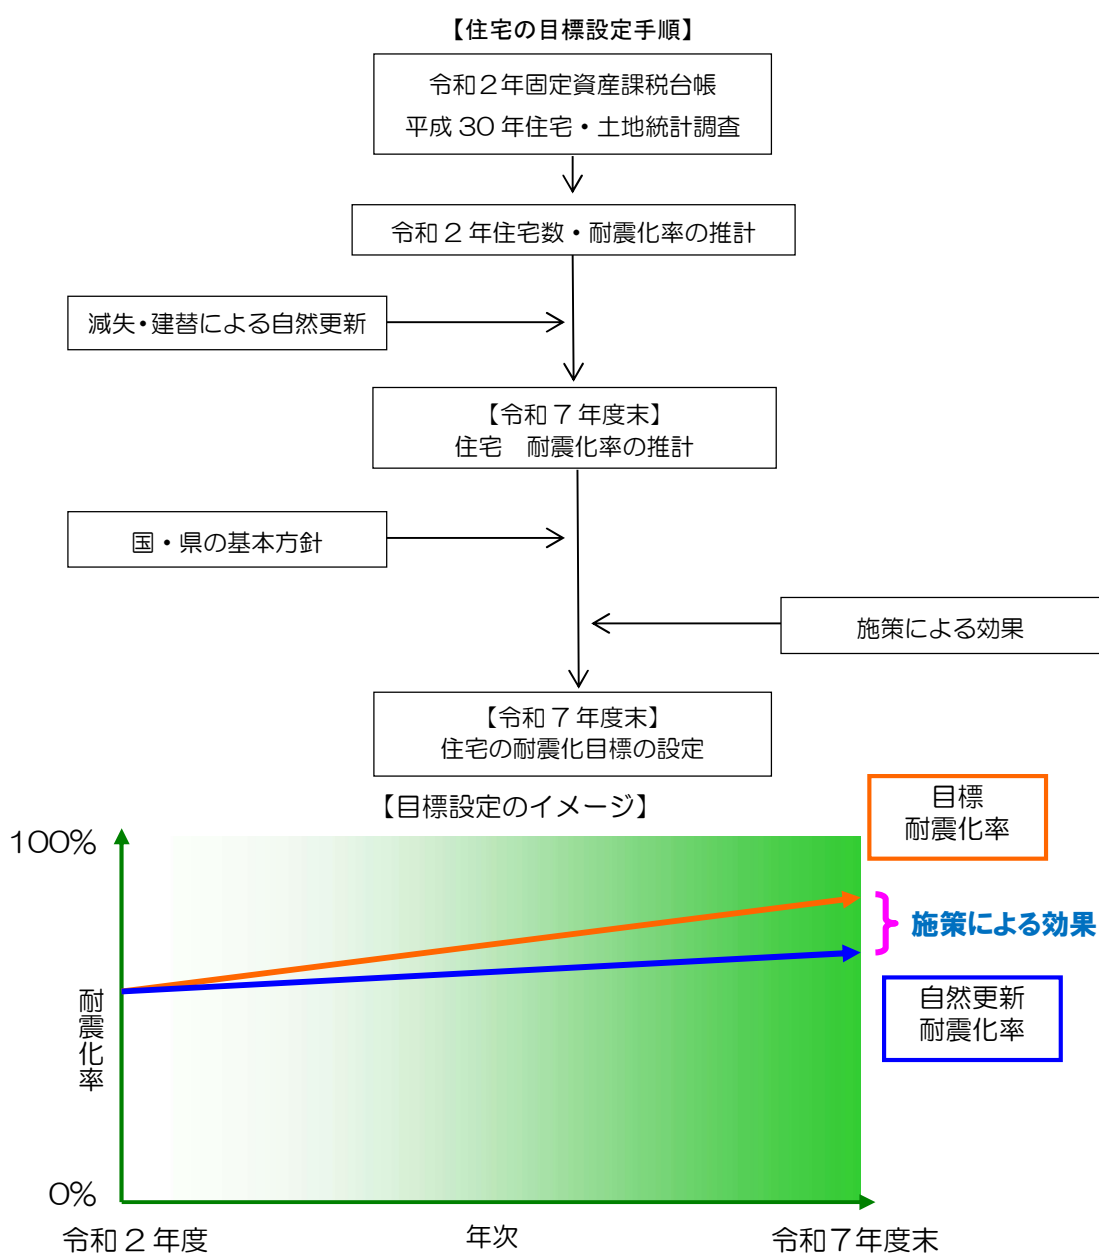 【住宅の目標設定手順】
令和２年固定資産課税台帳
平成 30 年住宅・土地統計調査
令和 2 年住宅数・耐震化率の推計
減失・建替による自然更新
【令和 7 年度末】
住宅　耐震化率の推計
国・県の基本方針
施策による効果
【令和 7 年度末】
住宅の耐震化目標の設定
【目標設定のイメージ】
目標
耐震化率
100%
施策による効果
自然更新
耐震化率
耐震化率
0%
令和 2 年度
年次
令和7年度末